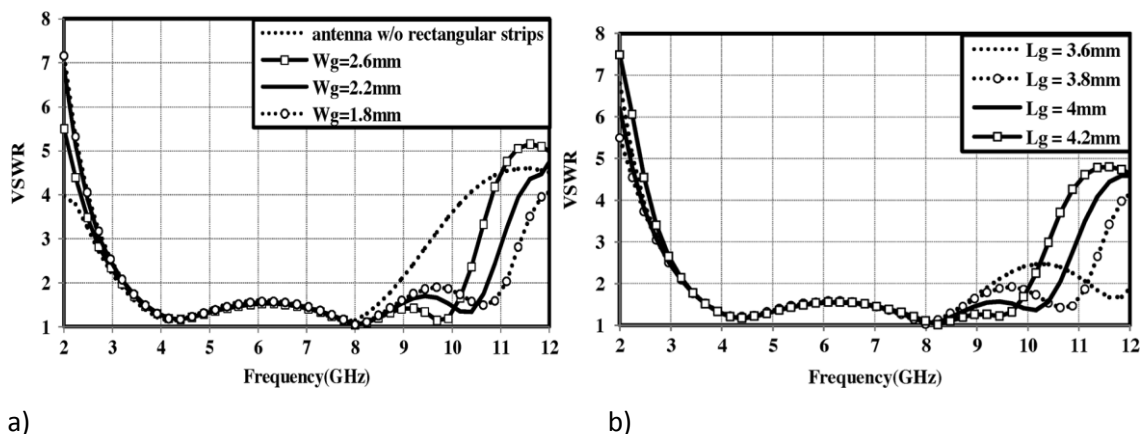 8
7
6
5
4
3
2
1
VSWR
antenna w/o rectangular strips
Wg=2.6mm
Wg=2.2mm
Wg=1.8mm
2 3 4 5 6 7 8 9 10 11 12
Frequency(GHz)
a)
8
7
6
5
4
3
2
1
VSWR
Lg = 3.6mm
Lg = 3.8mm
Lg = 4mm
Lg = 4.2mm
2 3 4 5 6 7 8 9 10 11 12
Frequency(GHz)
b)